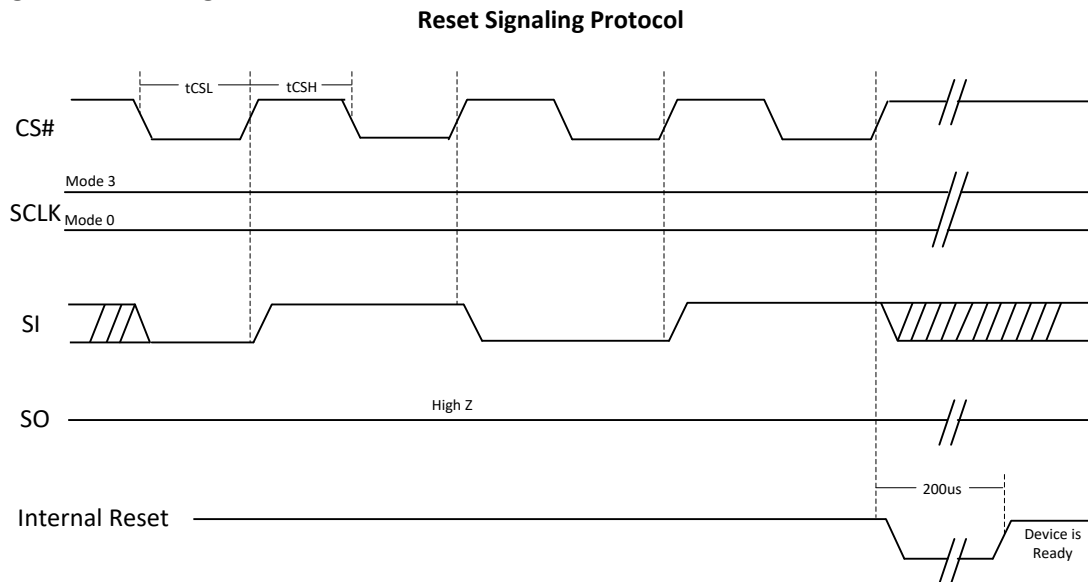 Reset Signaling Protocol
tCSL
tCSH
CS#
Mode 3
SCLK
Mode 0
SI
High Z
SO
200us
Internal Reset
Device is
Ready